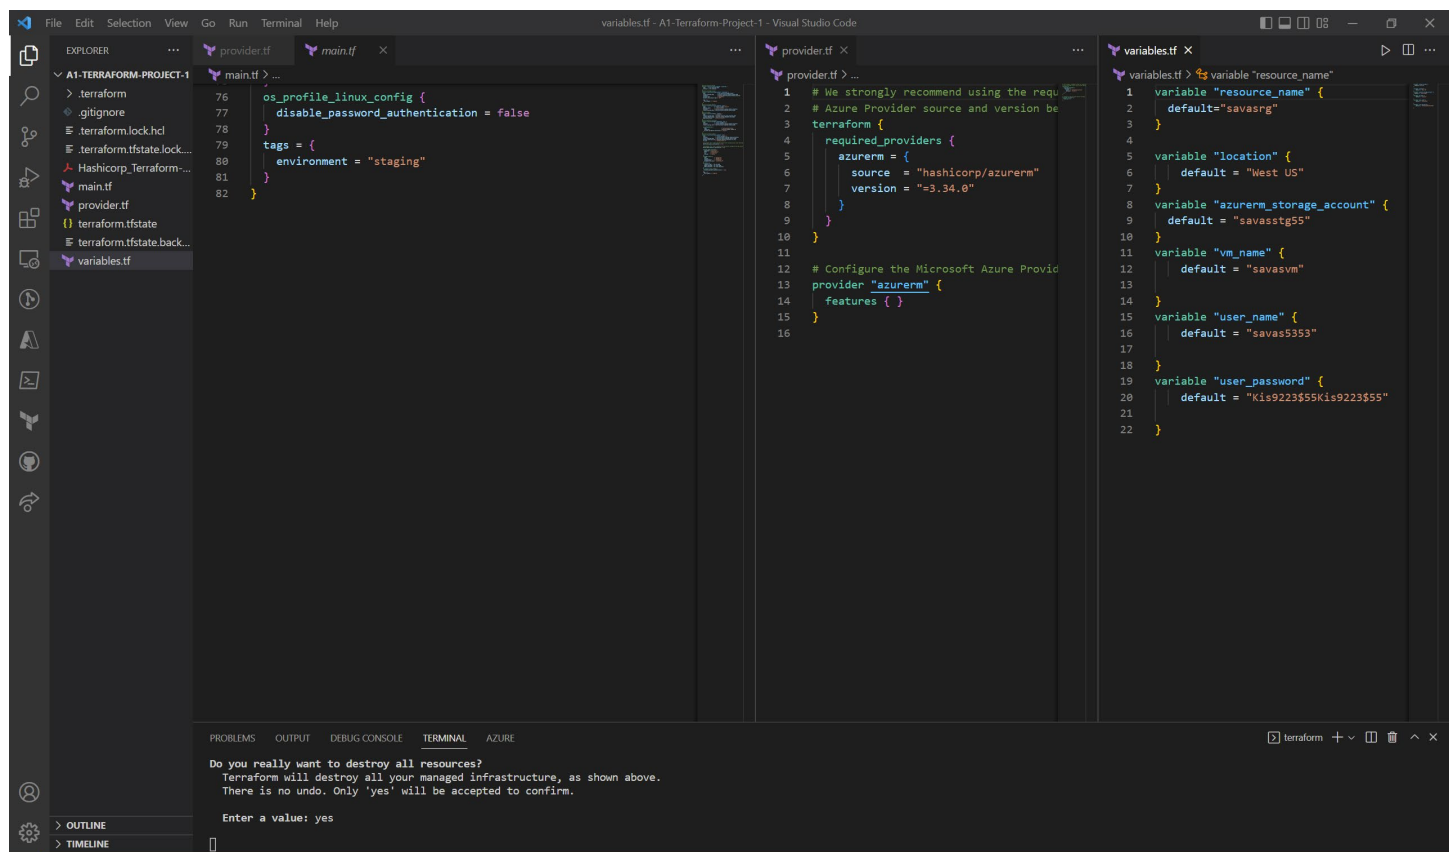 File Edit Selection View Go Run Terminal Help
variables.tf - A1-Terraform-Project-1 - Visual Studio Code
EXPLORER ...
A1-TERRAFORM-PROJECT-1
.terraform
.gitignore
.terraform.lock.hcl
.terraform.tfstate.lock....
Hashicorp_Terraform-...
main.tf
provider.tf
terraform.tfstate
terraform.tfstate.back...
variables.tf
OUTLINE
TIMELINE
provider.tf main.tf ...
main.tf > ...
76 os_profile_linux_config {
77 disable_password_authentication = false
78 }
79 tags = {
80 environment = "staging"
81 }
82 }
provider.tf ...
provider.tf > ...
1 # We strongly recommend using the requ
2 # Azure Provider source and version be
3 terraform {
4 required_providers {
5 azurerm = {
6 source = "hashicorp/azurerm"
7 version = "=3.34.0"
8 }
9 }
10 }
11
12 # Configure the Microsoft Azure Provid
13 provider "azurerm" {
14 features { }
15 }
16
variables.tf ...
variables.tf > variable "resource_name"
1 variable "resource_name" {
2 default="savasrg"
3 }
4
5 variable "location" {
6 default = "West US"
7 }
8 variable "azurerm_storage_account" {
9 default = "savasstg55"
10 }
11 variable "vm_name" {
12 default = "savasvm"
13
14 }
15 variable "user_name" {
16 default = "savas5353"
17
18 }
19 variable "user_password" {
20 default = "Kis9223$55Kis9223$55"
21
22 }
PROBLEMS OUTPUT DEBUG CONSOLE TERMINAL AZURE
terraform
Do you really want to destroy all resources?
Terraform will destroy all your managed infrastructure, as shown above.
There is no undo. Only 'yes' will be accepted to confirm.
Enter a value: yes